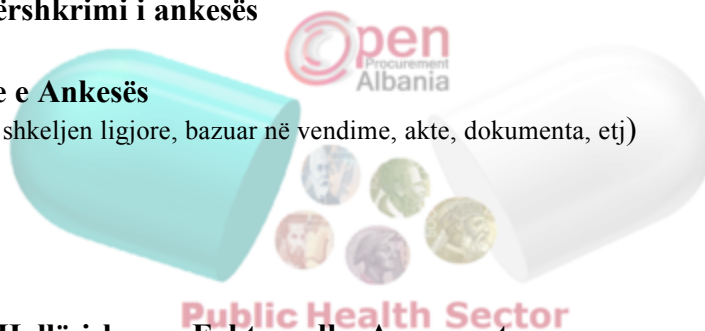 ërshkrimi i ankesës
Open
Procurement
Albania
e e Ankesës
shkeljen ligjore, bazuar në vendime, akte, dokumenta, etj)
Public Health Sector